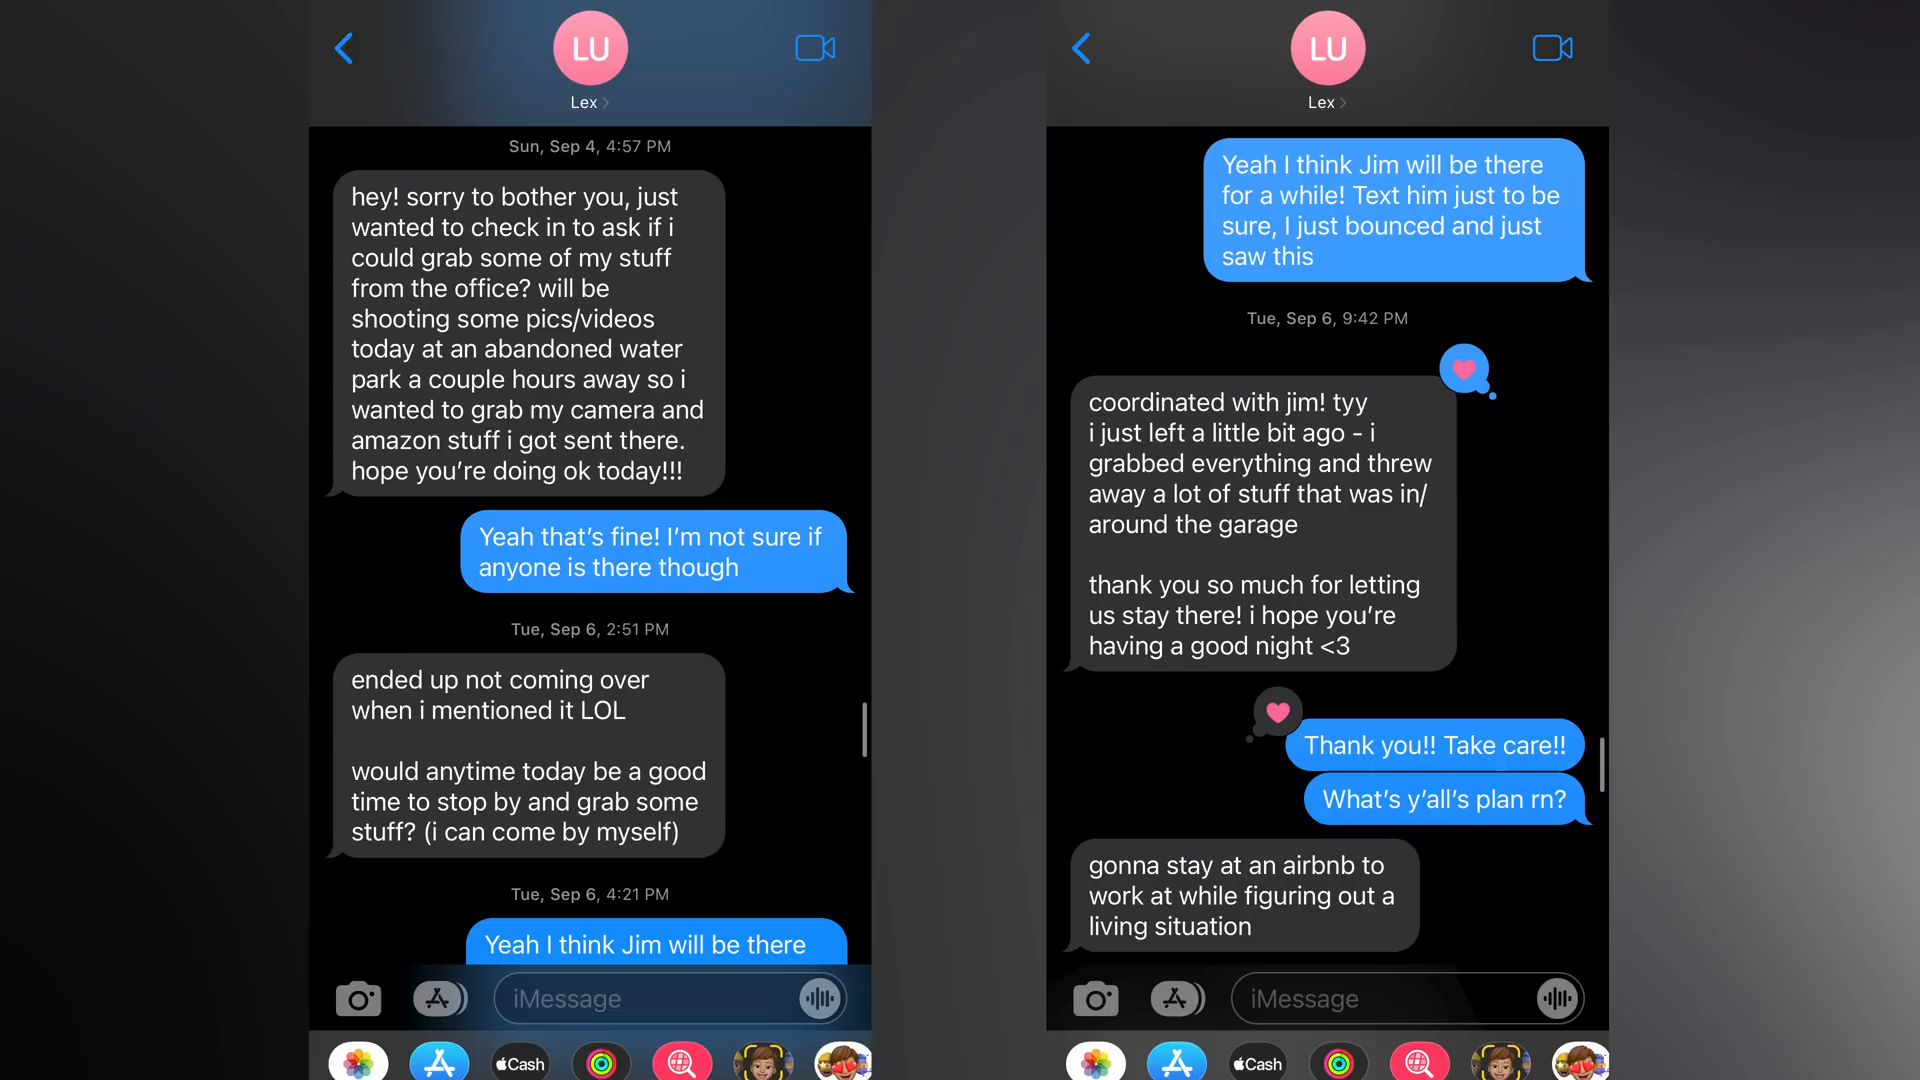 LU
Lex
Sun, Sep 4, 4:57 PM
hey! sorry to bother you, just
wanted to check in to ask if i
could grab some of my stuff
from the office? will be
shooting some pics/videos
today at an abandoned water
park a couple hours away so i
wanted to grab my camera and
amazon stuff i got sent there.
hope you’re doing ok today!!!
Yeah that’s fine! I’m not sure if
anyone is there though
Tue, Sep 6, 2:51 PM
ended up not coming over
when i mentioned it LOL
would anytime today be a good
time to stop by and grab some
stuff? (i can come by myself)
Tue, Sep 6, 4:21 PM
Yeah I think Jim will be there
iMessage
Cash
LU
Lex
Yeah I think Jim will be there
for a while! Text him just to be
sure, I just bounced and just
saw this
Tue, Sep 6, 9:42 PM
coordinated with jim! tyy
i just left a little bit ago - i
grabbed everything and threw
away a lot of stuff that was in/
around the garage
thank you so much for letting
us stay there! i hope you’re
having a good night <3
Thank you!! Take care!!
What’s y’all’s plan rn?
gonna stay at an airbnb to
work at while figuring out a
living situation
iMessage
Cash